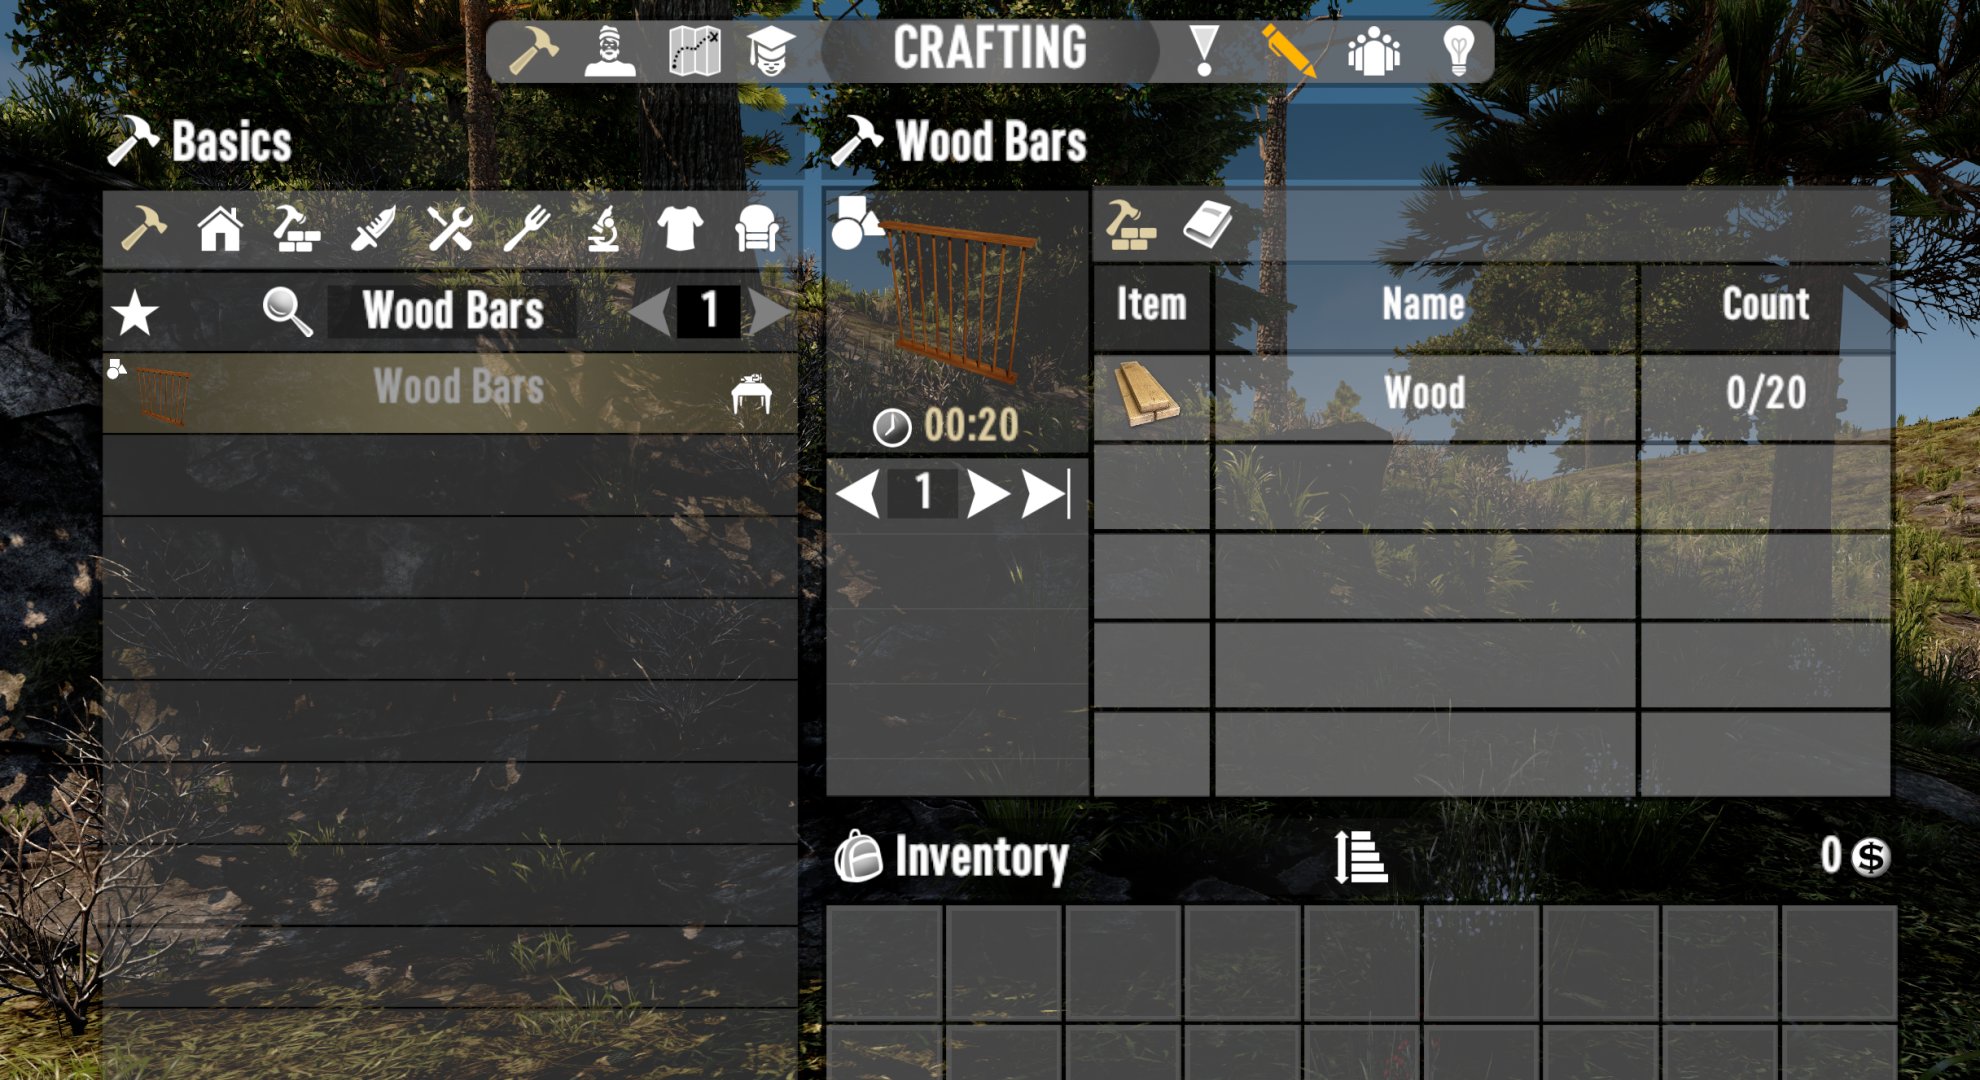 CRAFTING
Basics
Wood Bars
Wood Bars
1
Item
Name
Count
Wood Bars
Wood
0/20
00:20
1
Inventory
0